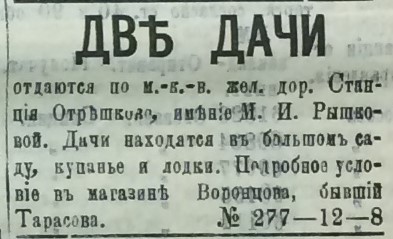 ДВѢ ДАЧИ
отдаются по м.-к.-в. жел. дор. Стан-
ція Отрѣшково, имѣніе М. И. Рышко-
вой. Дачи находятся въ большомъ са-
ду, купанье и лодки. Подробное усло-
віе въ магазинѣ Воронцова, бывшій
Тарасова. № 277—12—8